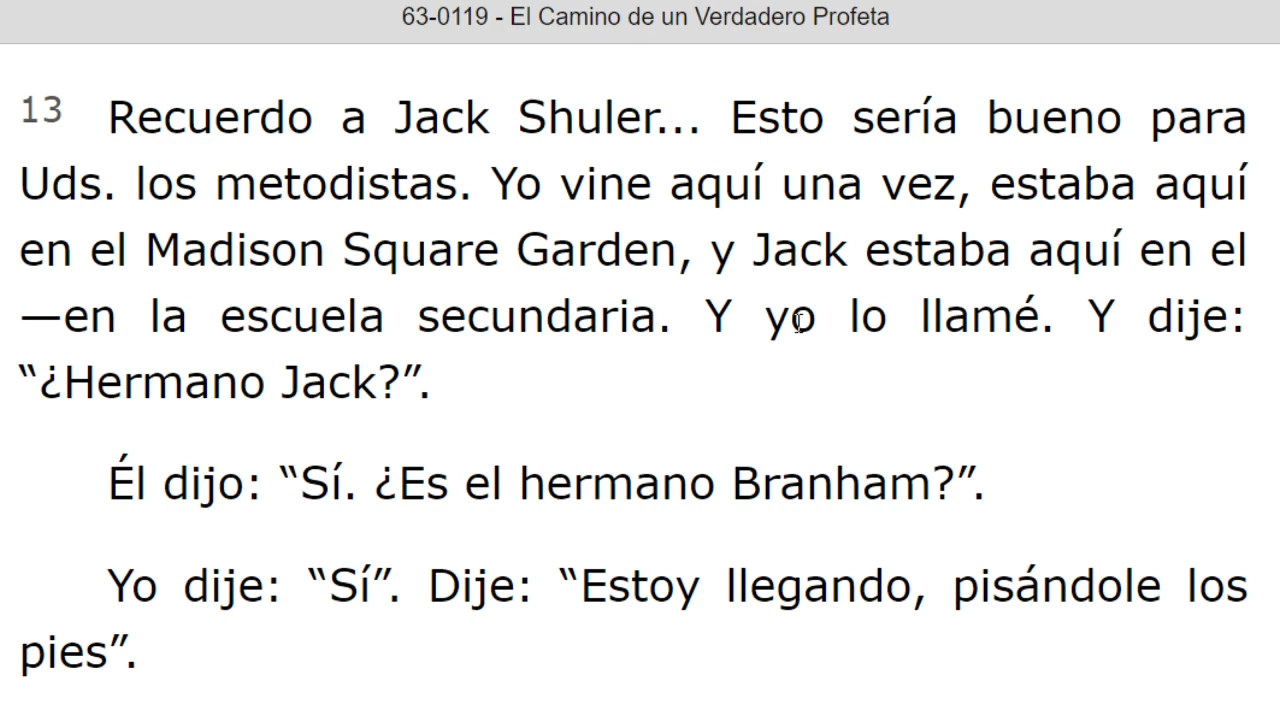 63-0119 - El Camino de un Verdadero Profeta
13 Recuerdo a Jack Shuler... Esto sería bueno para
Uds. los metodistas. Yo vine aquí una vez, estaba aquí
en el Madison Square Garden, y Jack estaba aquí en el
—en la escuela secundaria. Y yo lo llamé. Y dije:
“¿Hermano Jack?”.
Él dijo: “Sí. ¿Es el hermano Branham?”.
Yo dije: “Sí”. Dije: “Estoy llegando, pisándole los
pies”.